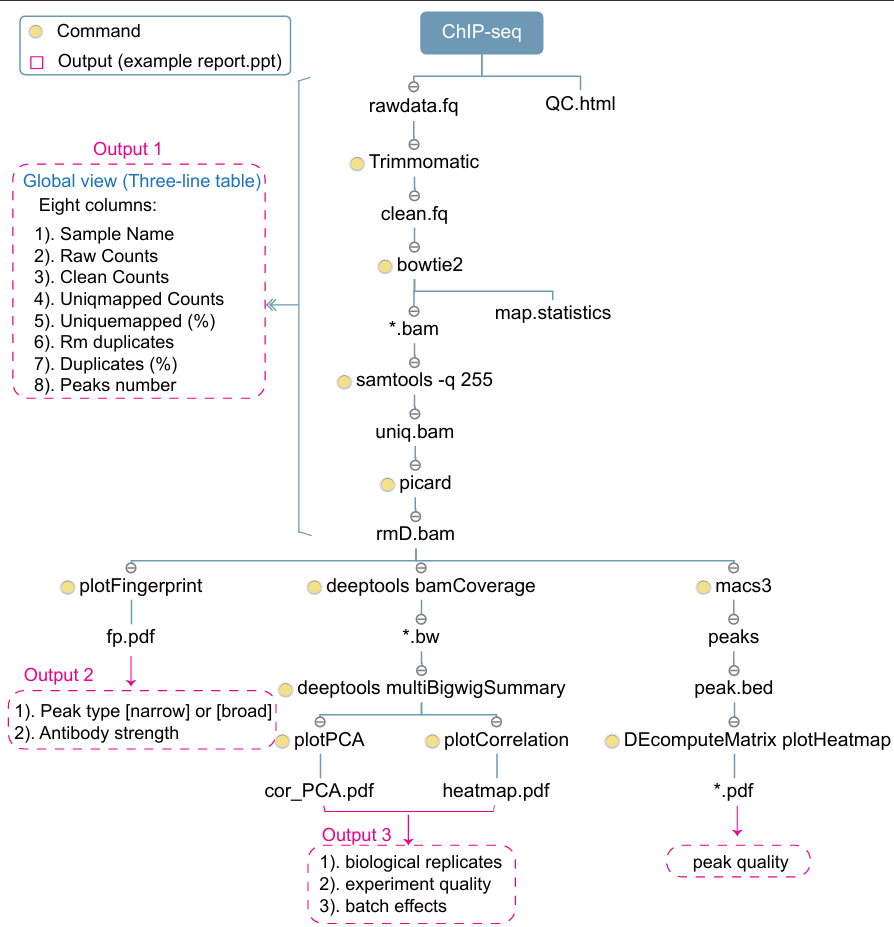 Command
Output (example report.ppt)
ChIP-seq
rawdata.fq
QC.html
Trimmomatic
clean.fq
bowtie2
map.statistics
*.bam
samtools -q 255
uniq.bam
picard
rmD.bam
Output 1
Global view (Three-line table)
Eight columns:
1). Sample Name
2). Raw Counts
3). Clean Counts
4). Uniqmapped Counts
5). Uniquemapped (%)
6). Rm duplicates
7). Duplicates (%)
8). Peaks number
plotFingerprint
deeptools bamCoverage
macs3
fp.pdf
*.bw
peaks
Output 2
1). Peak type [narrow] or [broad]
2). Antibody strength
deeptools multiBigwigSummary
peak.bed
plotPCA
plotCorrelation
DEcomputeMatrix plotHeatmap
cor_PCA.pdf
heatmap.pdf
*.pdf
Output 3
1). biological replicates
2). experiment quality
3). batch effects
peak quality